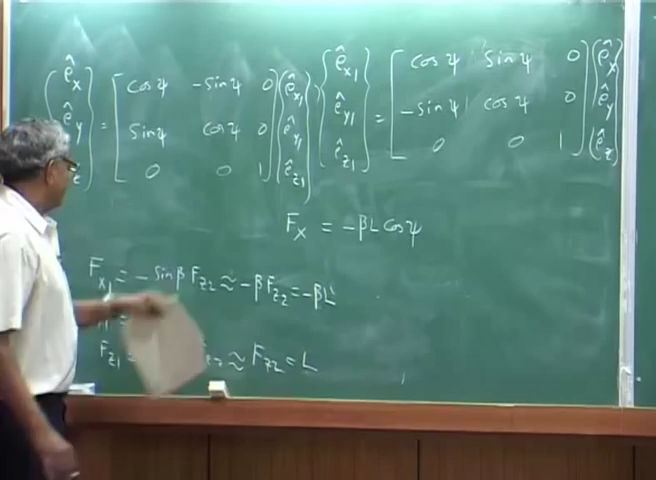 ê_x = cos ψ -sin ψ 0 ê_x₁ ; ê_x₁ = cos ψ sin ψ 0 ê_x
ê_y sin ψ cos ψ 0 ê_y₁ ê_y₁ -sin ψ cos ψ 0 ê_y
z 0 0 1 ê_z₁ ê_z₁ 0 0 1 ê_z
F_x = -βL cos ψ
F_x₁ = -sin β F_z₂ ≈ -β F_z₂ = -βL
F_z₁ = ≈ F_z₂ = L